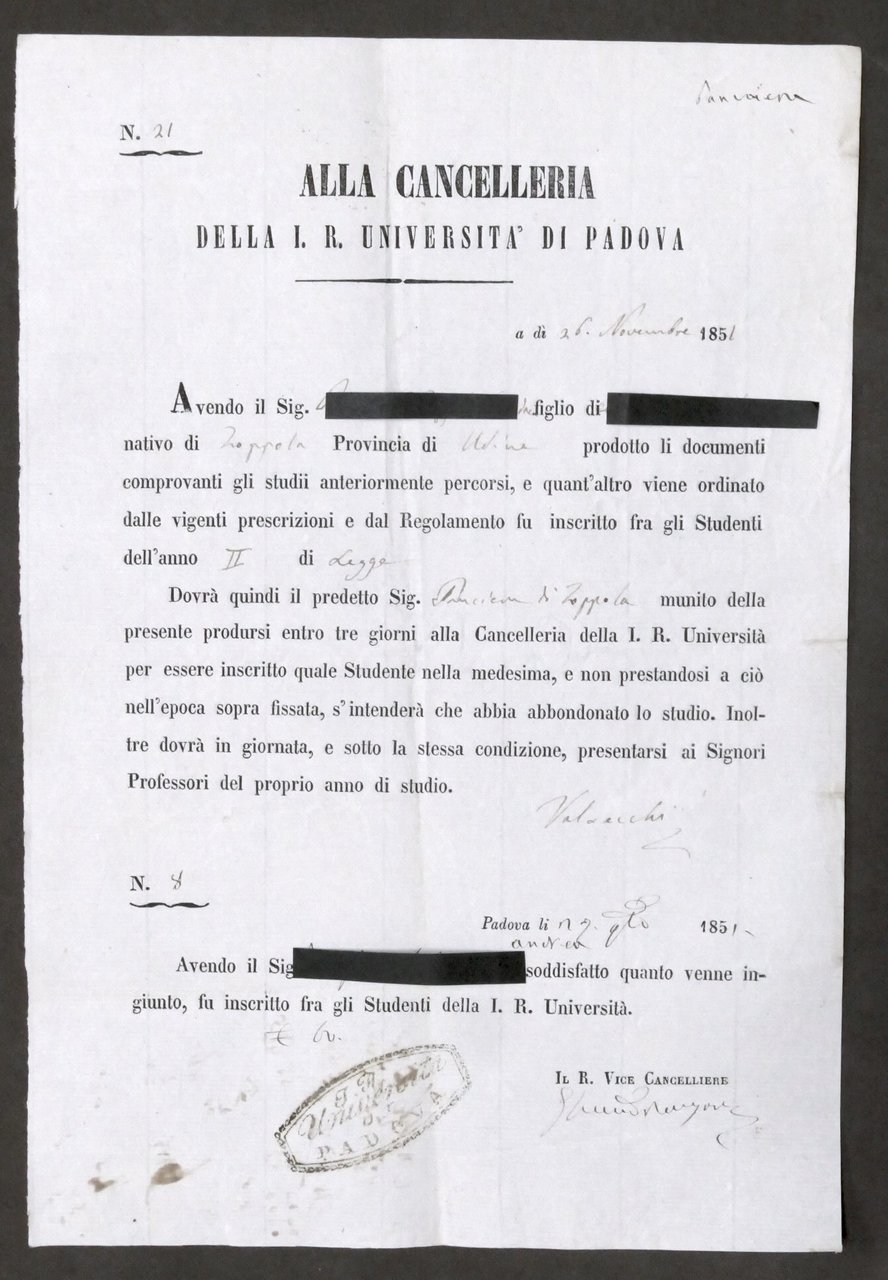 Panciera
N. 21
ALLA CANCELLERIA
DELLA I. R. UNIVERSITA' DI PADOVA
a dì 26. Novembre 1851
Avendo il Sig. figlio di
nativo di Zoppola Provincia di Udine prodotto li documenti
comprovanti gli studii anteriormente percorsi, e quant'altro viene ordinato
dalle vigenti prescrizioni e dal Regolamento fu inscritto fra gli Studenti
dell'anno II di Legge
Dovrà quindi il predetto Sig. Panciera di Zoppola munito della
presente prodursi entro tre giorni alla Cancelleria della I. R. Università
per essere inscritto quale Studente nella medesima, e non prestandosi a ciò
nell'epoca sopra fissata, s'intenderà che abbia abbondonato lo studio. Inol-
tre dovrà in giornata, e sotto la stessa condizione, presentarsi ai Signori
Professori del proprio anno di studio.
N. 8
Padova li 1851
andrea
Avendo il Sig soddisfatto quanto venne in-
giunto, fu inscritto fra gli Studenti della I. R. Università.
I. R.
Università
DI
PADOVA
IL R. VICE CANCELLIERE